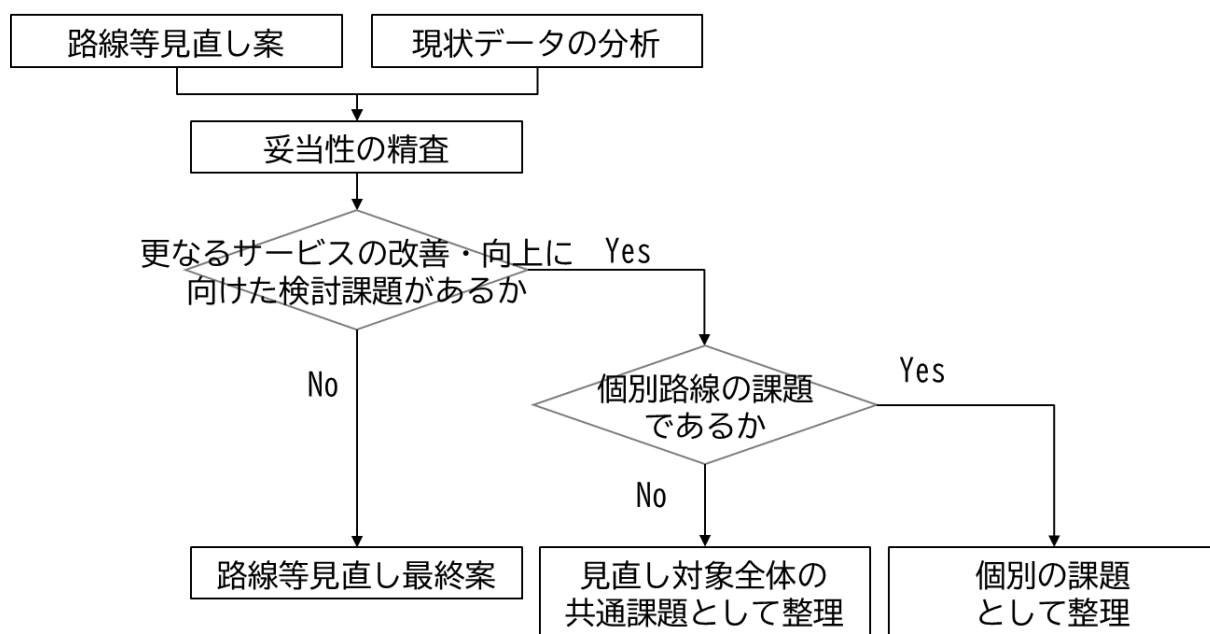 路線等見直し案
現状データの分析
妥当性の精査
更なるサービスの改善・向上に
向けた検討課題があるか
Yes
No
個別路線の課題
であるか
Yes
No
路線等見直し最終案
見直し対象全体の
共通課題として整理
個別の課題
として整理